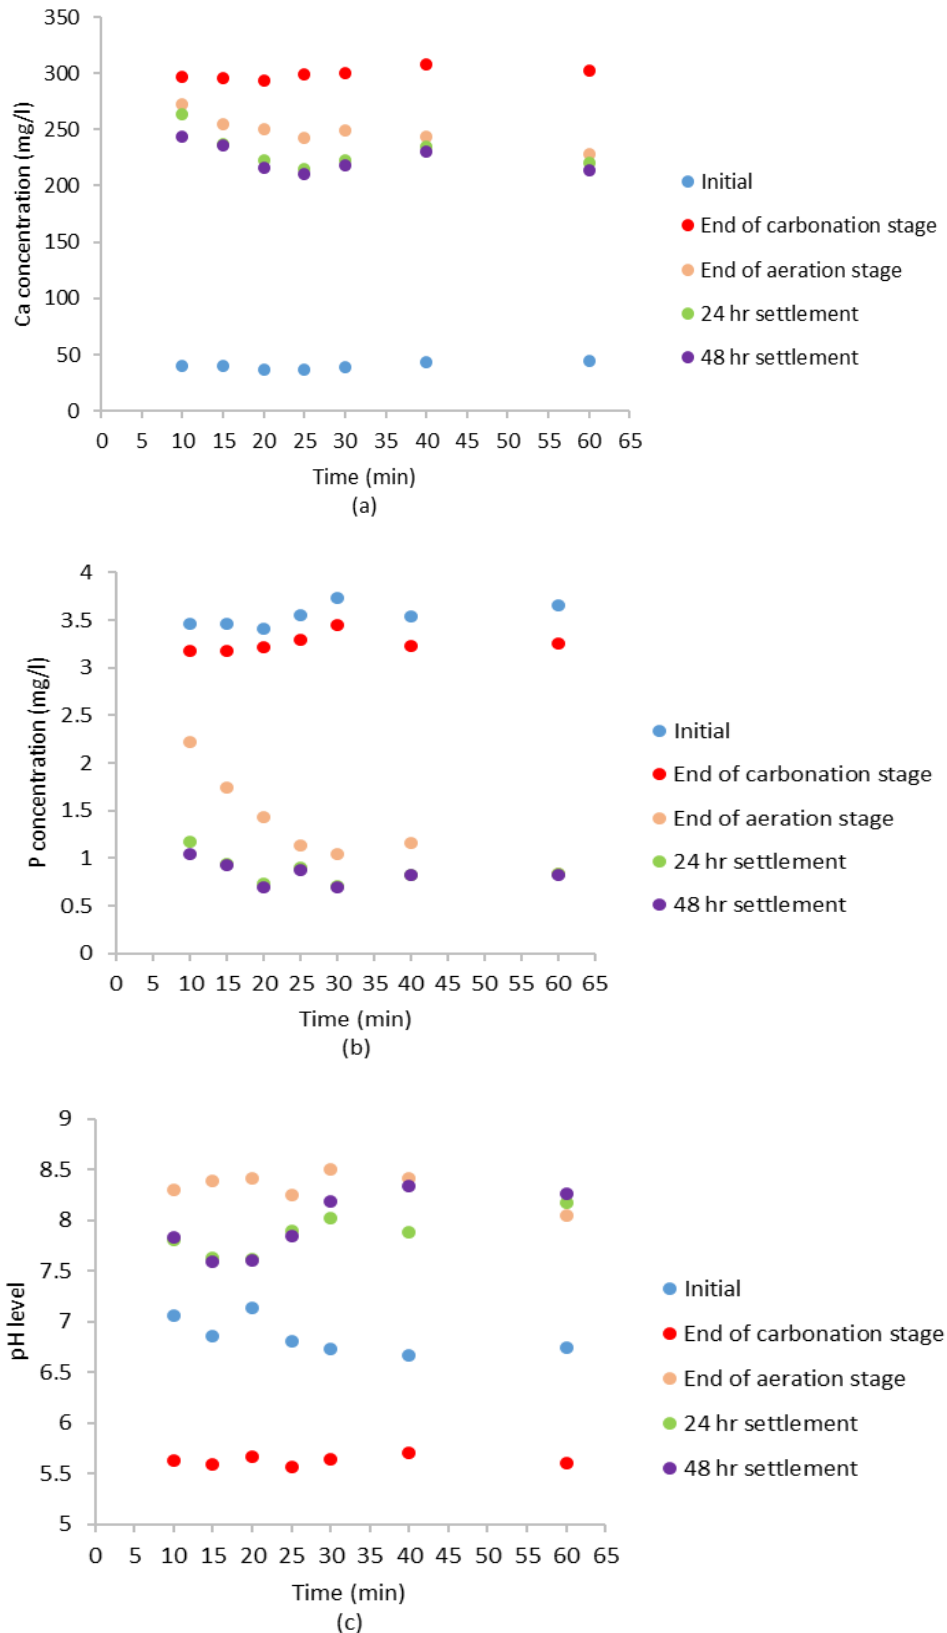 350
300
250
200
150
100
50
0
Ca concentration (mg/l)
0 5 10 15 20 25 30 35 40 45 50 55 60 65
Time (min)
(a)
Initial
End of carbonation stage
End of aeration stage
24 hr settlement
48 hr settlement
4
3.5
3
2.5
2
1.5
1
0.5
0
P concentration (mg/l)
0 5 10 15 20 25 30 35 40 45 50 55 60 65
Time (min)
(b)
Initial
End of carbonation stage
End of aeration stage
24 hr settlement
48 hr settlement
9
8.5
8
7.5
7
6.5
6
5.5
5
pH level
0 5 10 15 20 25 30 35 40 45 50 55 60 65
Time (min)
(c)
Initial
End of carbonation stage
End of aeration stage
24 hr settlement
48 hr settlement